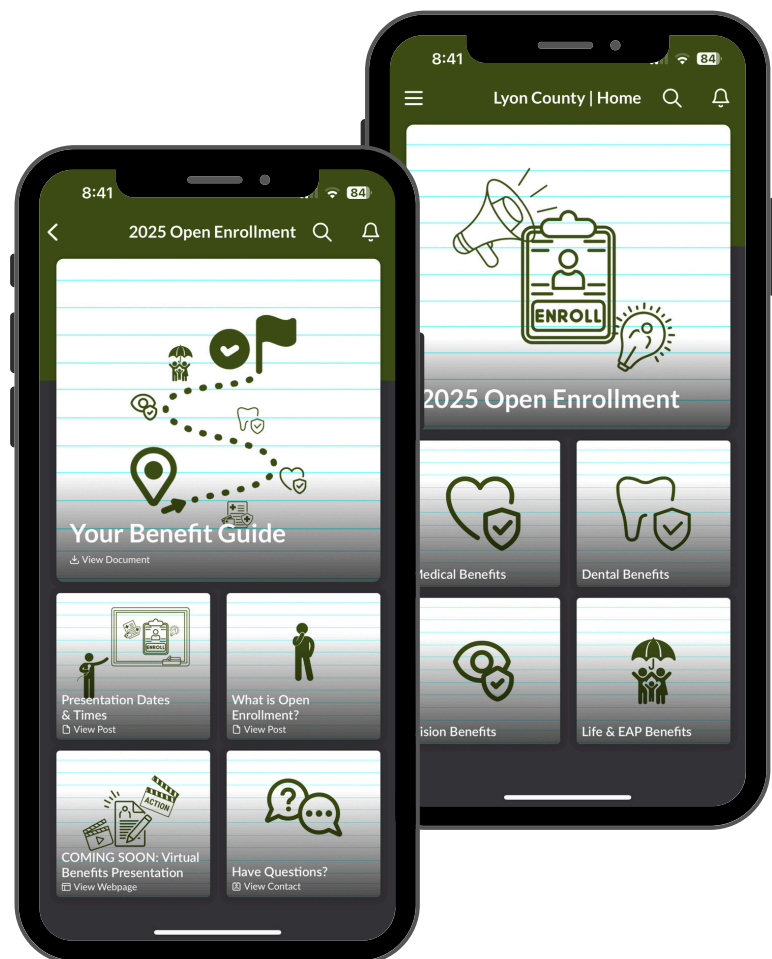 8:41
84
2025 Open Enrollment
Your Benefit Guide
View Document
ENROLL
Presentation Dates
& Times
View Post
What is Open
Enrollment?
View Post
ACTION
COMING SOON: Virtual
Benefits Presentation
View Webpage
?
Have Questions?
View Contact
8:41
84
Lyon County | Home
ENROLL
2025 Open Enrollment
Medical Benefits
Dental Benefits
ision Benefits
Life & EAP Benefits